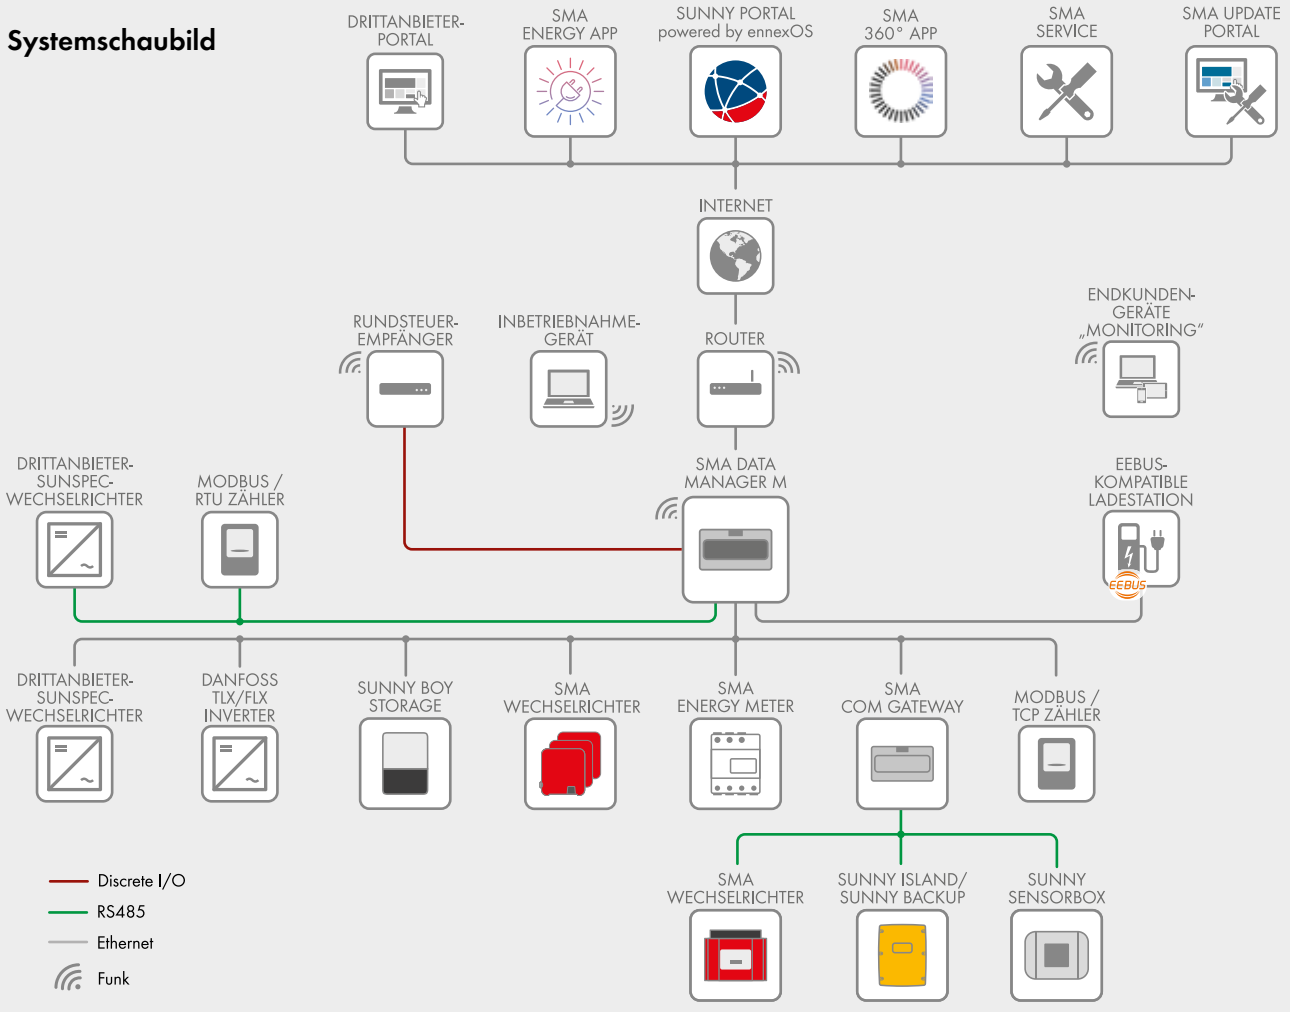 Systemschaubild
DRITTANBIETER-
PORTAL
SMA
ENERGY APP
SUNNY PORTAL
powered by ennexOS
SMA
360° APP
SMA
SERVICE
SMA UPDATE
PORTAL
INTERNET
RUNDSTEUER-
EMPFÄNGER
INBETRIEBNAHME-
GERÄT
ROUTER
ENDKUNDEN-
GERÄTE
„MONITORING“
DRITTANBIETER-
SUNSPEC-
WECHSELRICHTER
MODBUS /
RTU ZÄHLER
SMA DATA
MANAGER M
EEBUS-
KOMPATIBLE
LADESTATION
EEBUS
DRITTANBIETER-
SUNSPEC-
WECHSELRICHTER
DANFOSS
TLX/FLX
INVERTER
SUNNY BOY
STORAGE
SMA
WECHSELRICHTER
SMA
ENERGY METER
SMA
COM GATEWAY
MODBUS /
TCP ZÄHLER
SMA
WECHSELRICHTER
SUNNY ISLAND/
SUNNY BACKUP
SUNNY
SENSORBOX
Discrete I/O
RS485
Ethernet
Funk